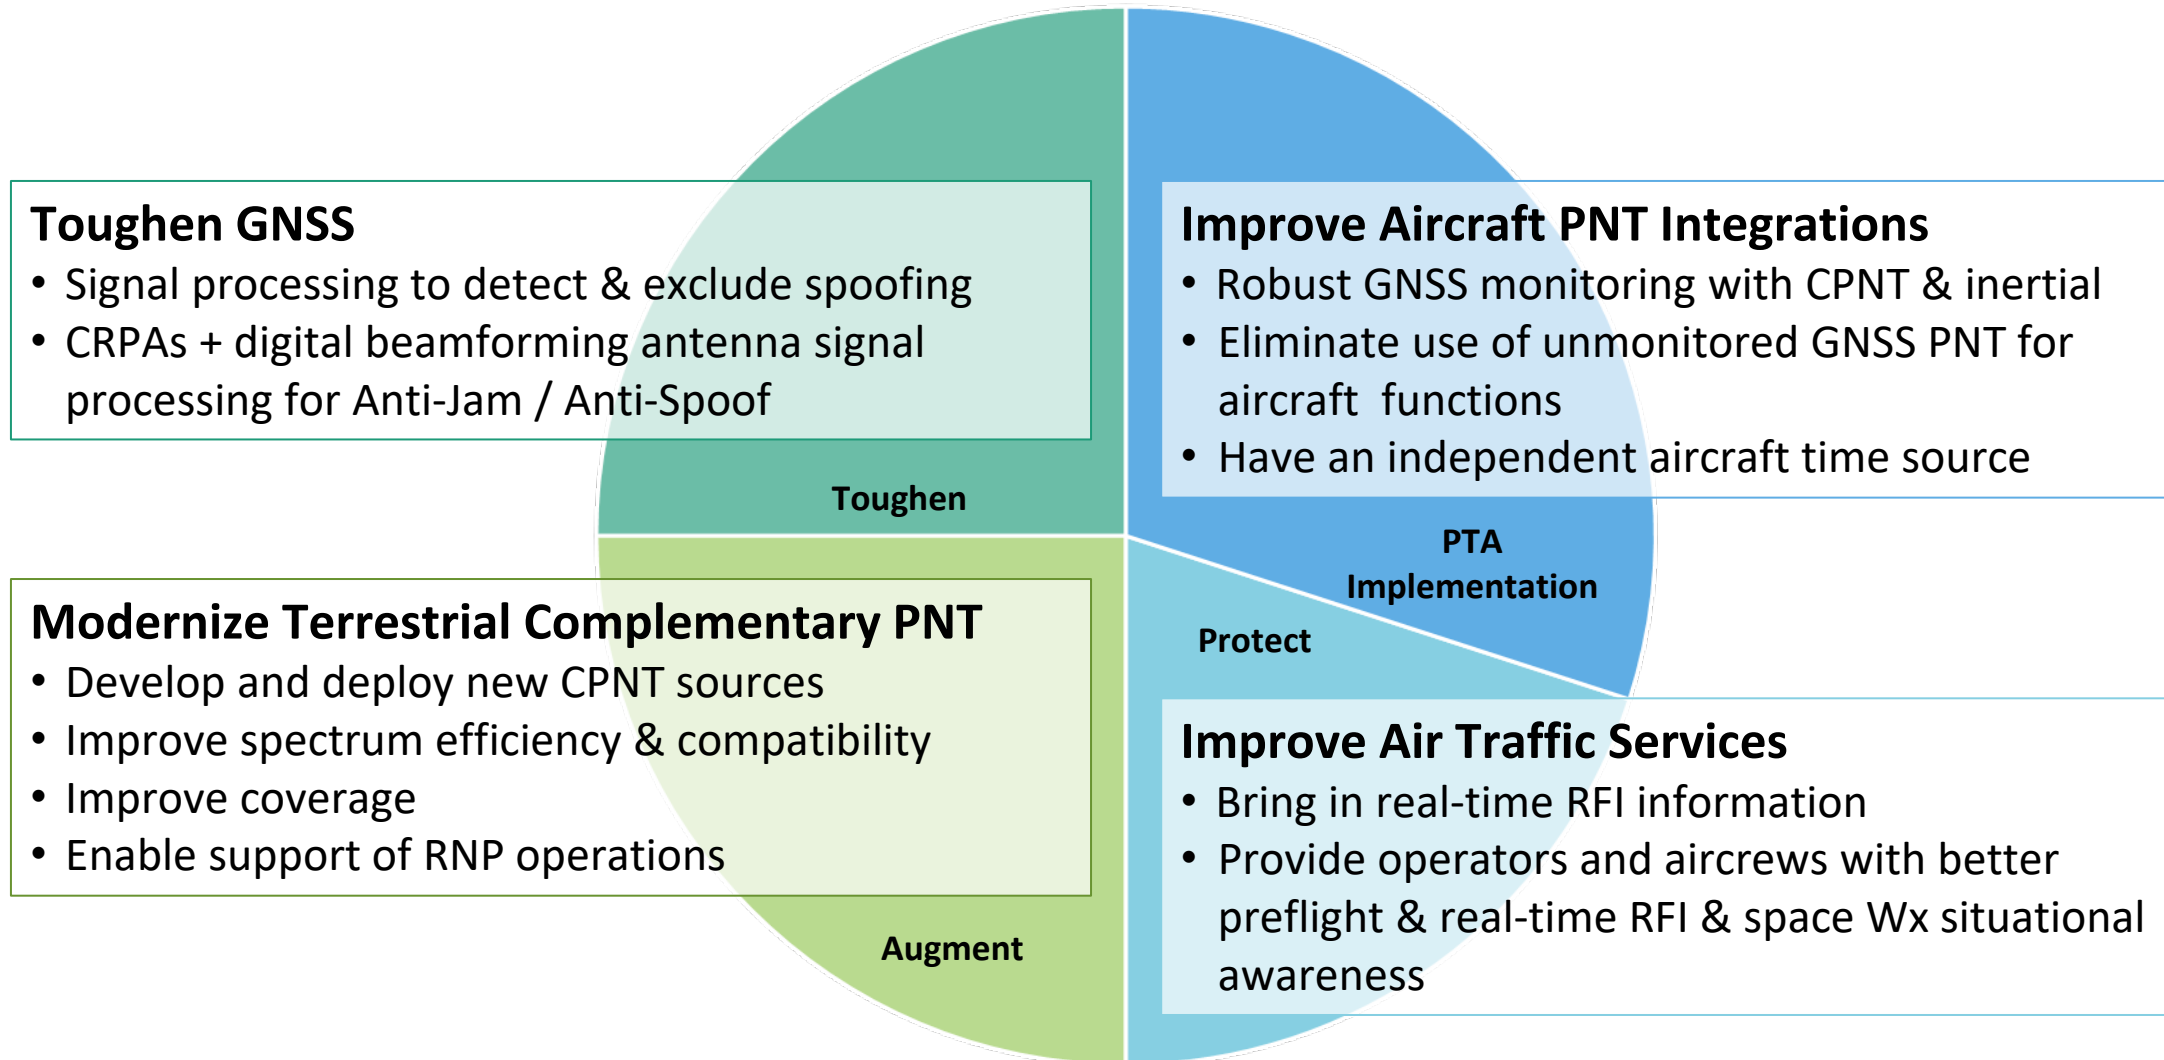 Toughen GNSS
• Signal processing to detect & exclude spoofing
• CRPAs + digital beamforming antenna signal
processing for Anti-Jam / Anti-Spoof
Toughen
Improve Aircraft PNT Integrations
• Robust GNSS monitoring with CPNT & inertial
• Eliminate use of unmonitored GNSS PNT for
aircraft  functions
• Have an independent aircraft time source
PTA
Implementation
Modernize Terrestrial Complementary PNT
• Develop and deploy new CPNT sources
• Improve spectrum efficiency & compatibility
• Improve coverage
• Enable support of RNP operations
Augment
Protect
Improve Air Traffic Services
• Bring in real-time RFI information
• Provide operators and aircrews with better
preflight & real-time RFI & space Wx situational
awareness